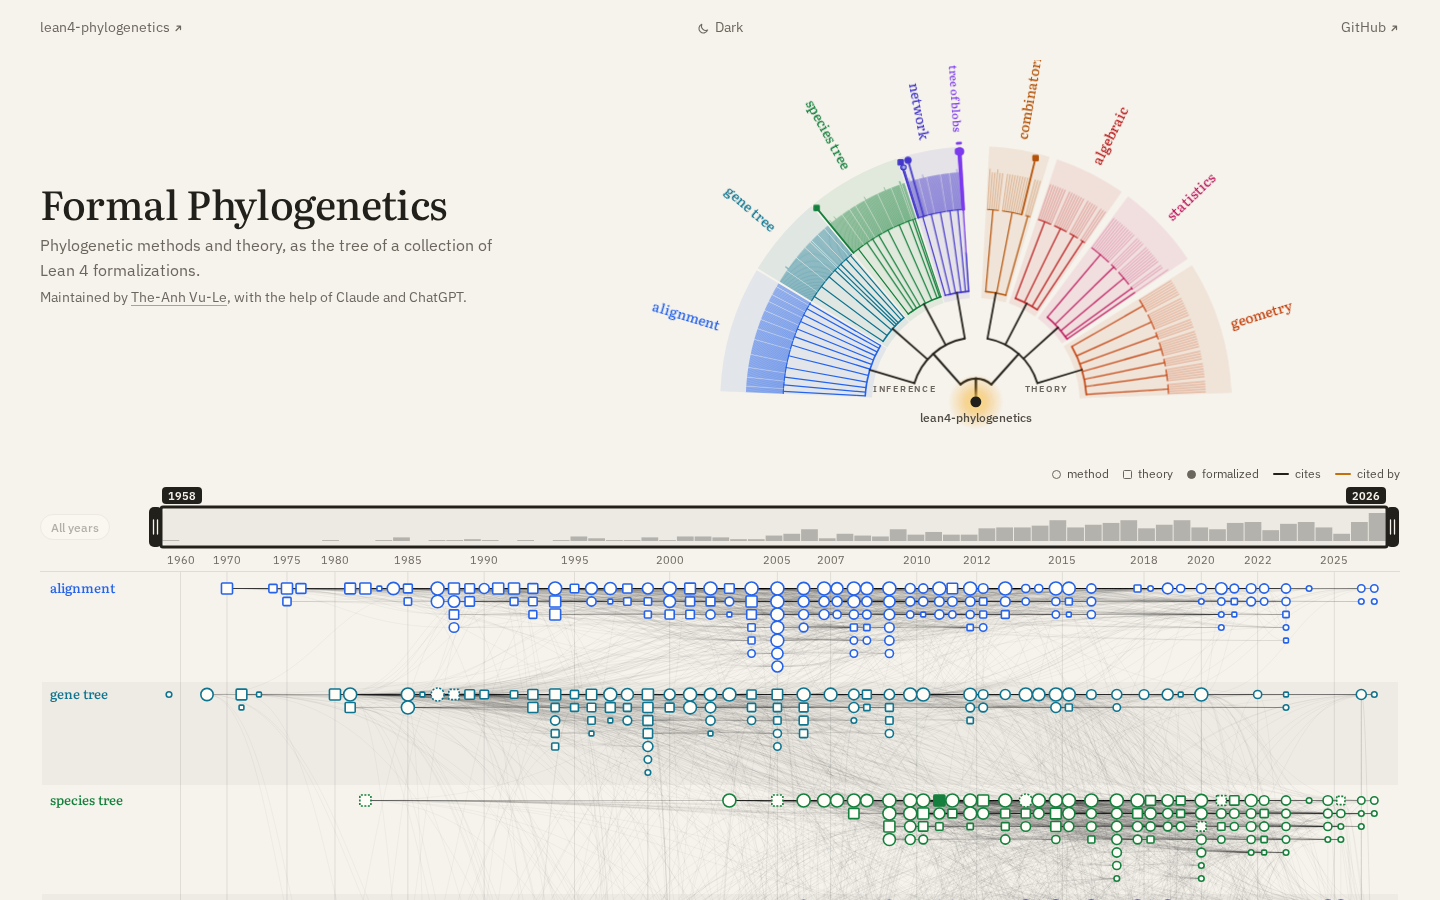 lean4-phylogenetics ↗
Dark
GitHub ↗
Formal Phylogenetics
Phylogenetic methods and theory, as the tree of a collection of
Lean 4 formalizations.
Maintained by The-Anh Vu-Le, with the help of Claude and ChatGPT.
alignment
gene tree
species tree
network
tree of blobs
combinator
algebraic
statistics
geometry
INFERENCE
THEORY
lean4-phylogenetics
method
theory
formalized
cites
cited by
1958
2026
All years
1960 1970 1975 1980 1985 1990 1995 2000 2005 2007 2010 2012 2015 2018 2020 2022 2025
alignment
gene tree
species tree